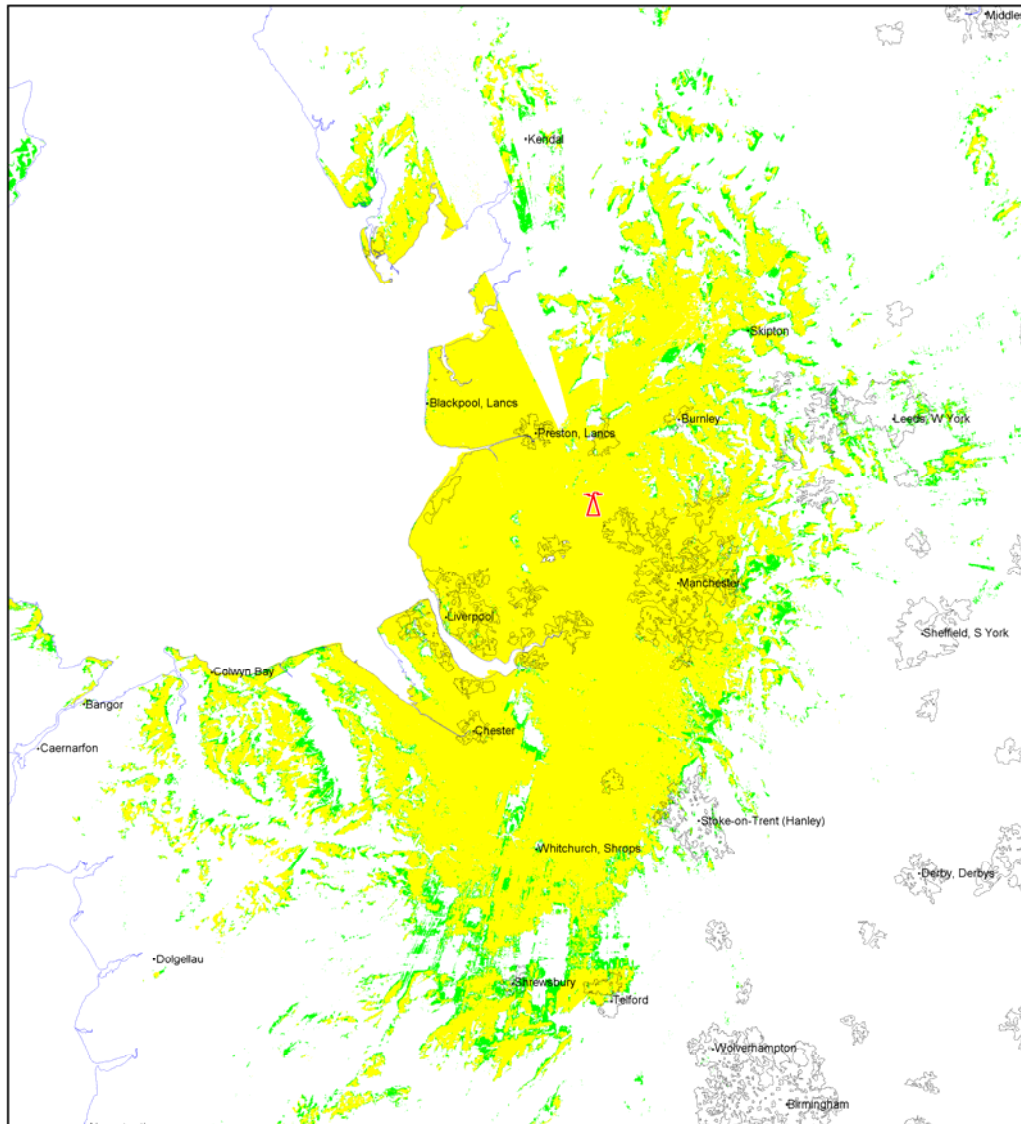 Middles
Kendal
Skipton
Blackpool, Lancs
Burnley
Leeds, W York
Preston, Lancs
Manchester
Liverpool
Sheffield, S York
Colwyn Bay
Bangor
Chester
Caernarfon
Stoke-on-Trent (Hanley)
Whitchurch, Shrops
Derby, Derbys
Dolgellau
Shrewsbury
Telford
Wolverhampton
Birmingham